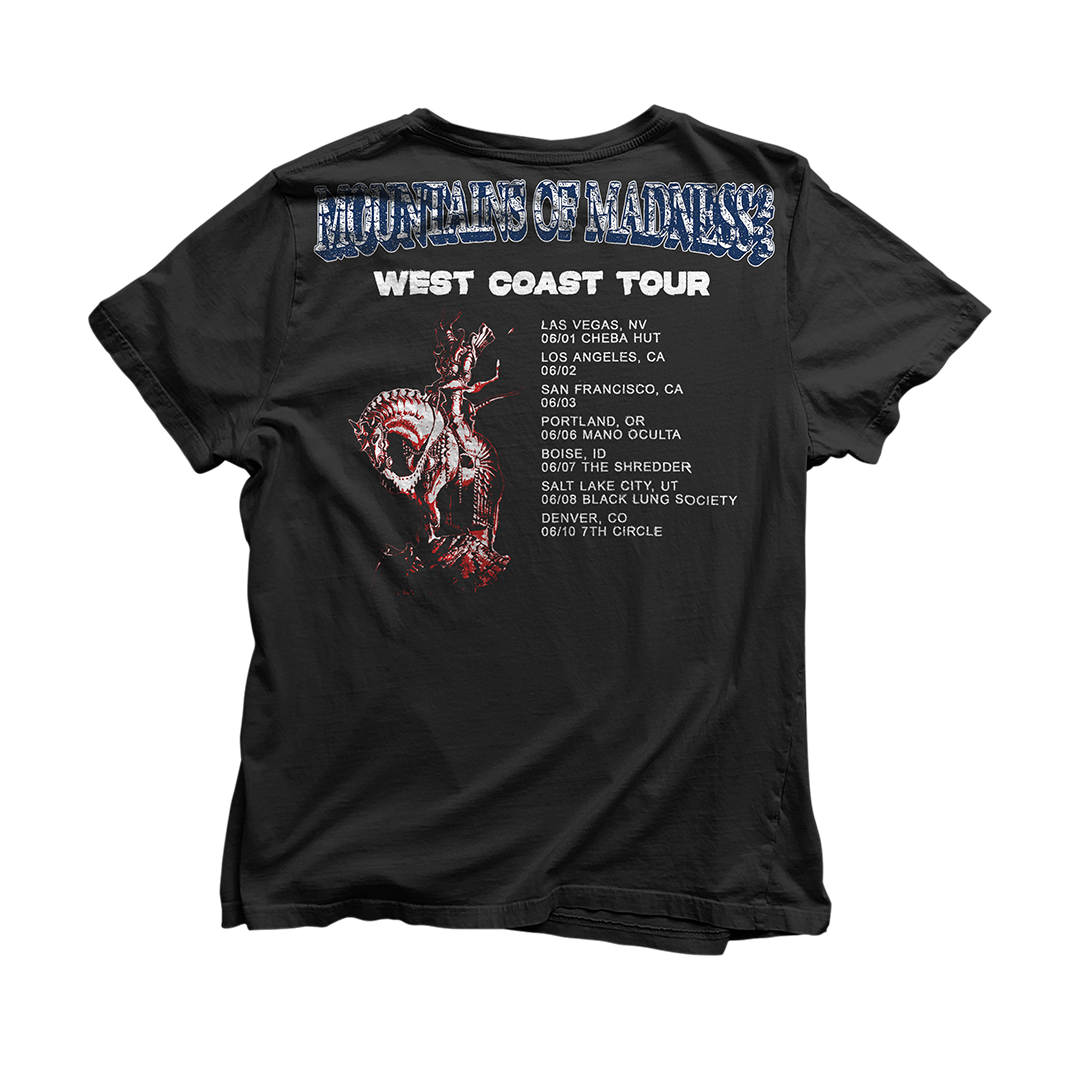 MOUNTAINS OF MADNESS
WEST COAST TOUR
LAS VEGAS, NV
06/01 CHEBA HUT
LOS ANGELES, CA
06/02
SAN FRANCISCO, CA
06/03
PORTLAND, OR
06/06 MANO OCULTA
BOISE, ID
06/07 THE SHREDDER
SALT LAKE CITY, UT
06/08 BLACK LUNG SOCIETY
DENVER, CO
06/10 7TH CIRCLE